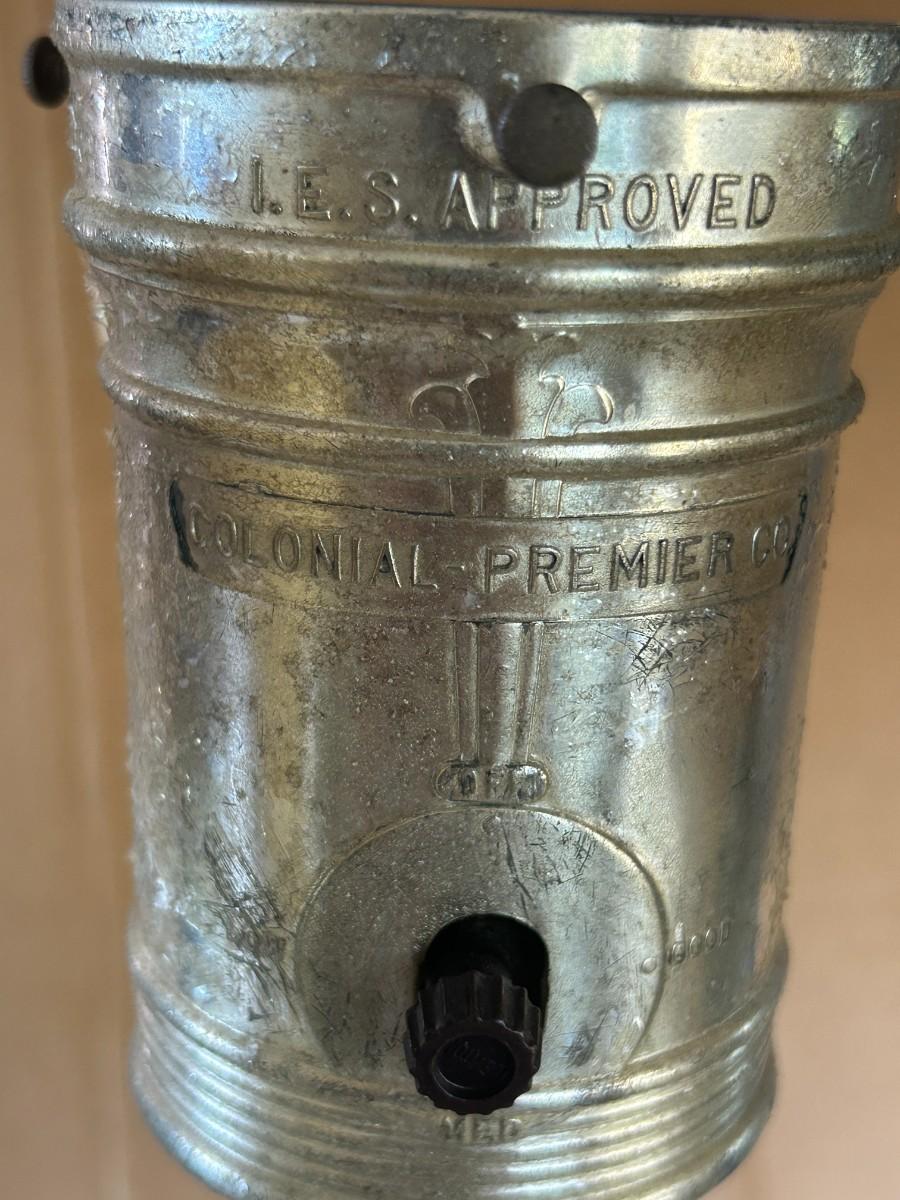 I.E.S. APPROVED
COLONIAL - PREMIER CO.
OFF
GOOD
MED